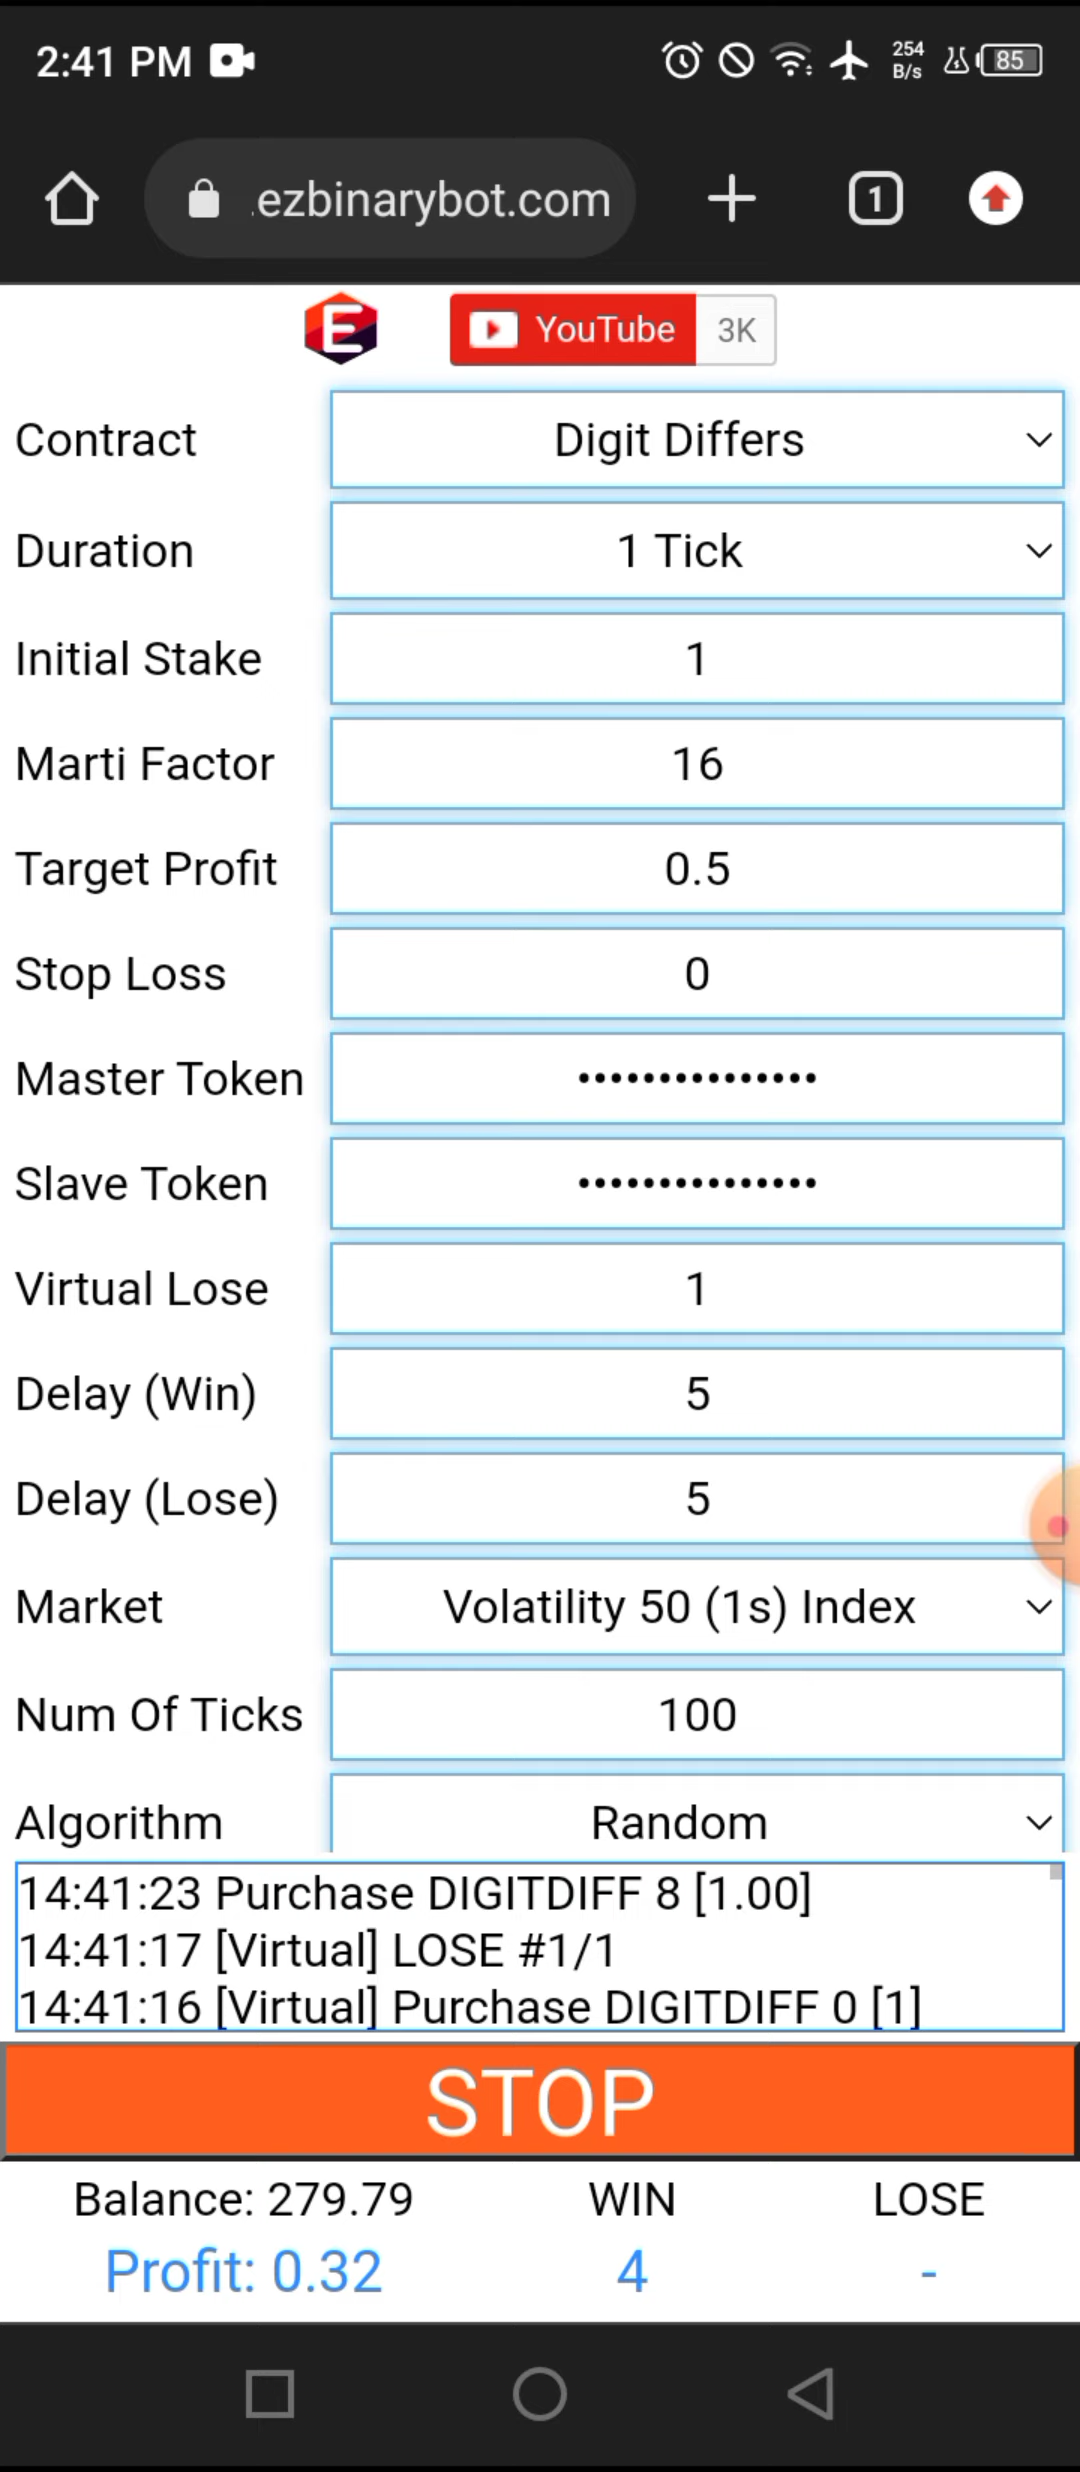 2:41 PM
254
B/s
85
.ezbinarybot.com
1
E
YouTube 3K
Contract Digit Differs
Duration 1 Tick
Initial Stake 1
Marti Factor 16
Target Profit 0.5
Stop Loss 0
Master Token •••••••••••••••
Slave Token •••••••••••••••
Virtual Lose 1
Delay (Win) 5
Delay (Lose) 5
Market Volatility 50 (1s) Index
Num Of Ticks 100
Algorithm Random
14:41:23 Purchase DIGITDIFF 8 [1.00]
14:41:17 [Virtual] LOSE #1/1
14:41:16 [Virtual] Purchase DIGITDIFF 0 [1]
STOP
Balance: 279.79 WIN LOSE
Profit: 0.32 4 -